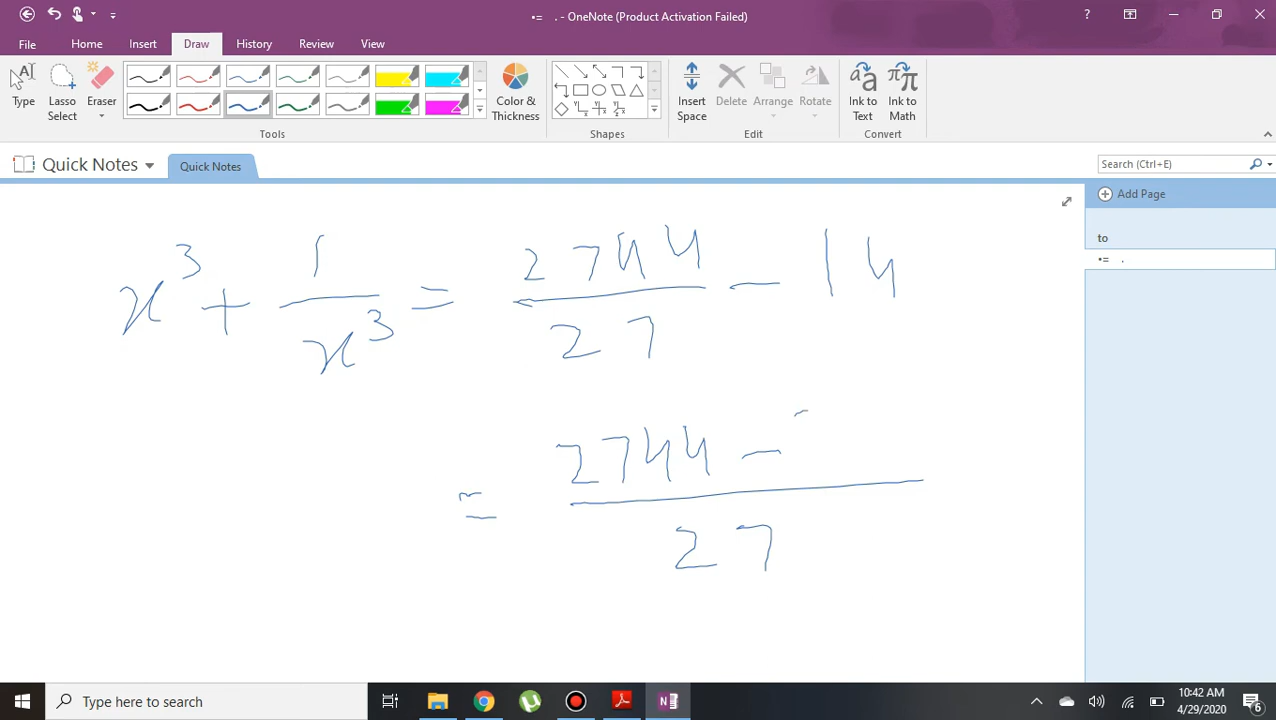 •=   . - OneNote (Product Activation Failed)
?
File Home Insert Draw History Review View
Type Lasso Select Eraser Color & Thickness Insert Space Delete Arrange Rotate Ink to Text Ink to Math
Tools Shapes Edit Convert
Quick Notes Quick Notes Search (Ctrl+E)
Add Page
to
•=   .
x³ + 1/x³ = 2744/27 - 14
= 2744 - / 27
Type here to search
10:42 AM
4/29/2020
6